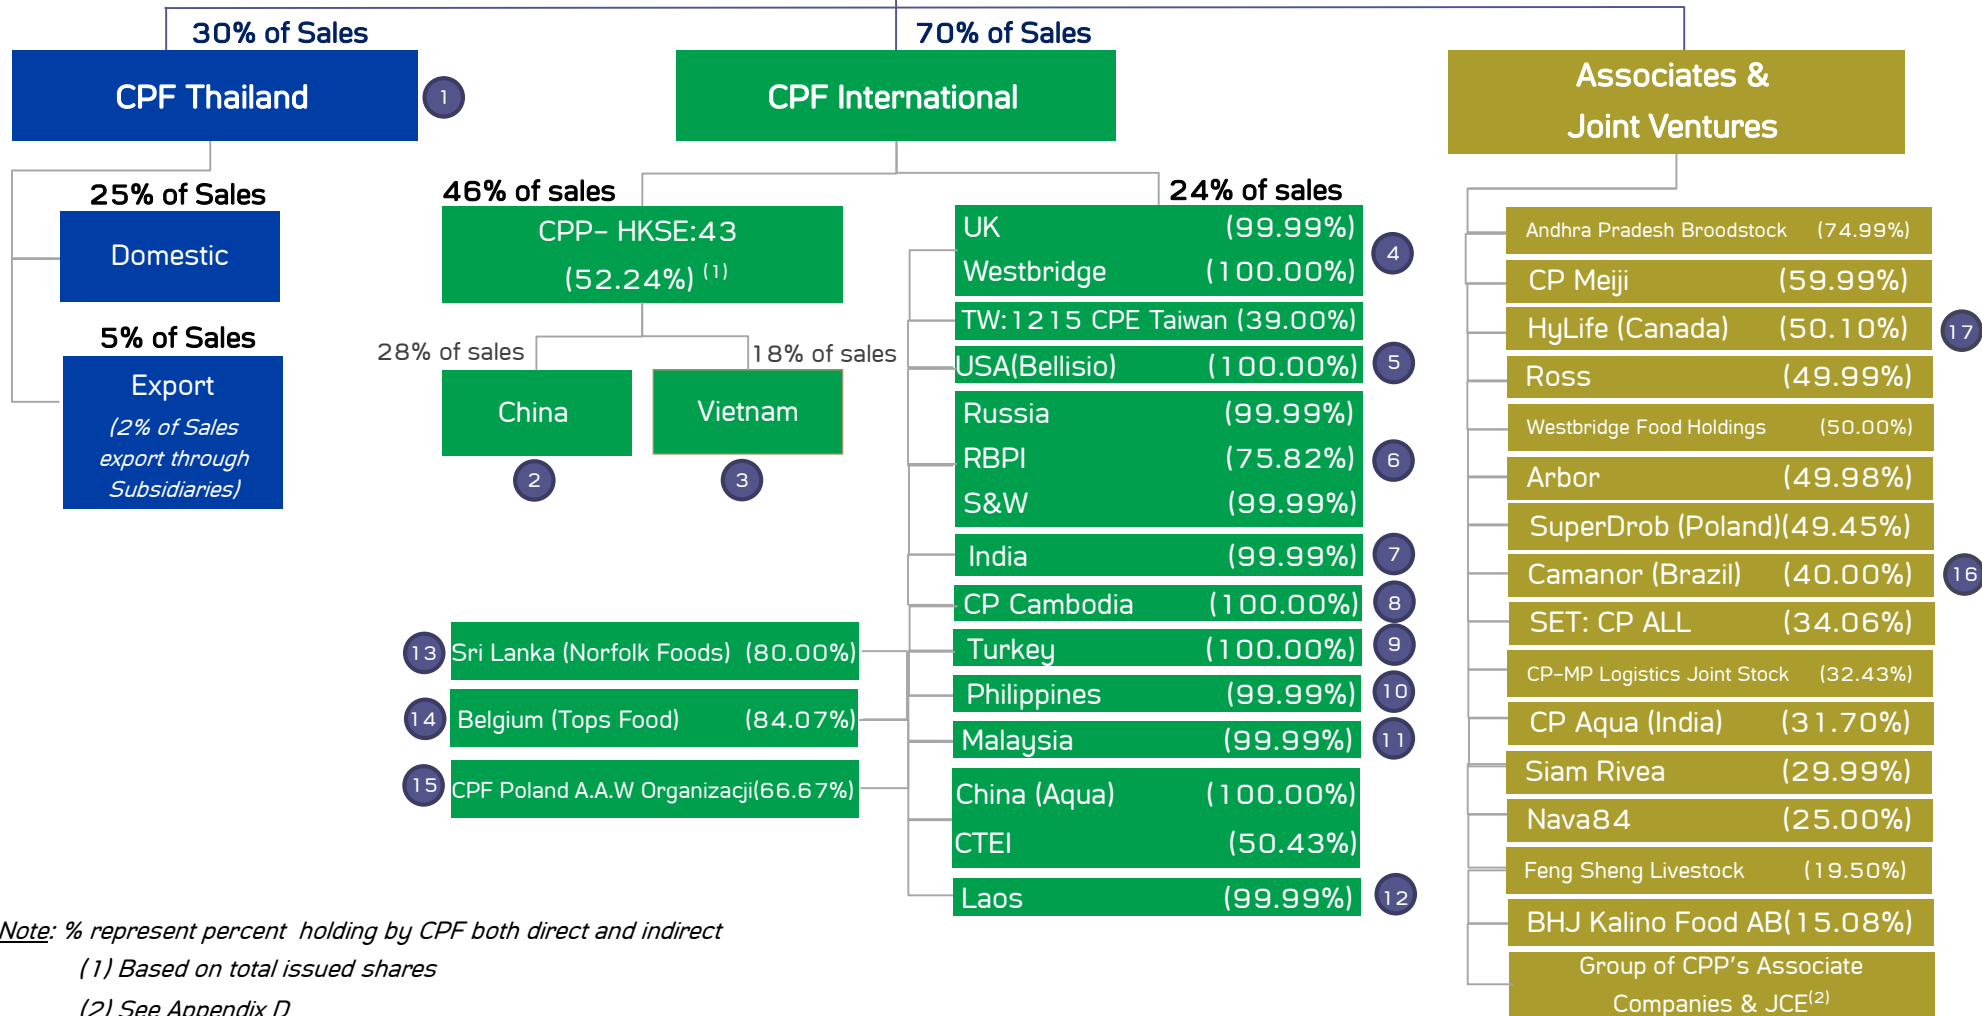 30% of Sales
70% of Sales
CPF Thailand
1
CPF International
Associates &
Joint Ventures
25% of Sales
Domestic
5% of Sales
Export
(2% of Sales
export through
Subsidiaries)
46% of sales
CPP- HKSE:43
(52.24%) (1)
28% of sales
18% of sales
China
Vietnam
2
3
24% of sales
UK (99.99%)
Westbridge (100.00%)
4
TW:1215 CPE Taiwan (39.00%)
USA(Bellisio) (100.00%)
5
Russia (99.99%)
RBPI (75.82%)
6
S&W (99.99%)
India (99.99%)
7
CP Cambodia (100.00%)
8
Turkey (100.00%)
9
Philippines (99.99%)
10
Malaysia (99.99%)
11
China (Aqua) (100.00%)
CTEI (50.43%)
Laos (99.99%)
12
13
Sri Lanka (Norfolk Foods) (80.00%)
14
Belgium (Tops Food) (84.07%)
15
CPF Poland A.A.W Organizacji(66.67%)
Andhra Pradesh Broodstock (74.99%)
CP Meiji (59.99%)
HyLife (Canada) (50.10%)
17
Ross (49.99%)
Westbridge Food Holdings (50.00%)
Arbor (49.98%)
SuperDrob (Poland)(49.45%)
Camanor (Brazil) (40.00%)
16
SET: CP ALL (34.06%)
CP-MP Logistics Joint Stock (32.43%)
CP Aqua (India) (31.70%)
Siam Rivea (29.99%)
Nava84 (25.00%)
Feng Sheng Livestock (19.50%)
BHJ Kalino Food AB(15.08%)
Group of CPP's Associate
Companies & JCE(2)
Note: % represent percent holding by CPF both direct and indirect
(1) Based on total issued shares
(2) See Appendix D